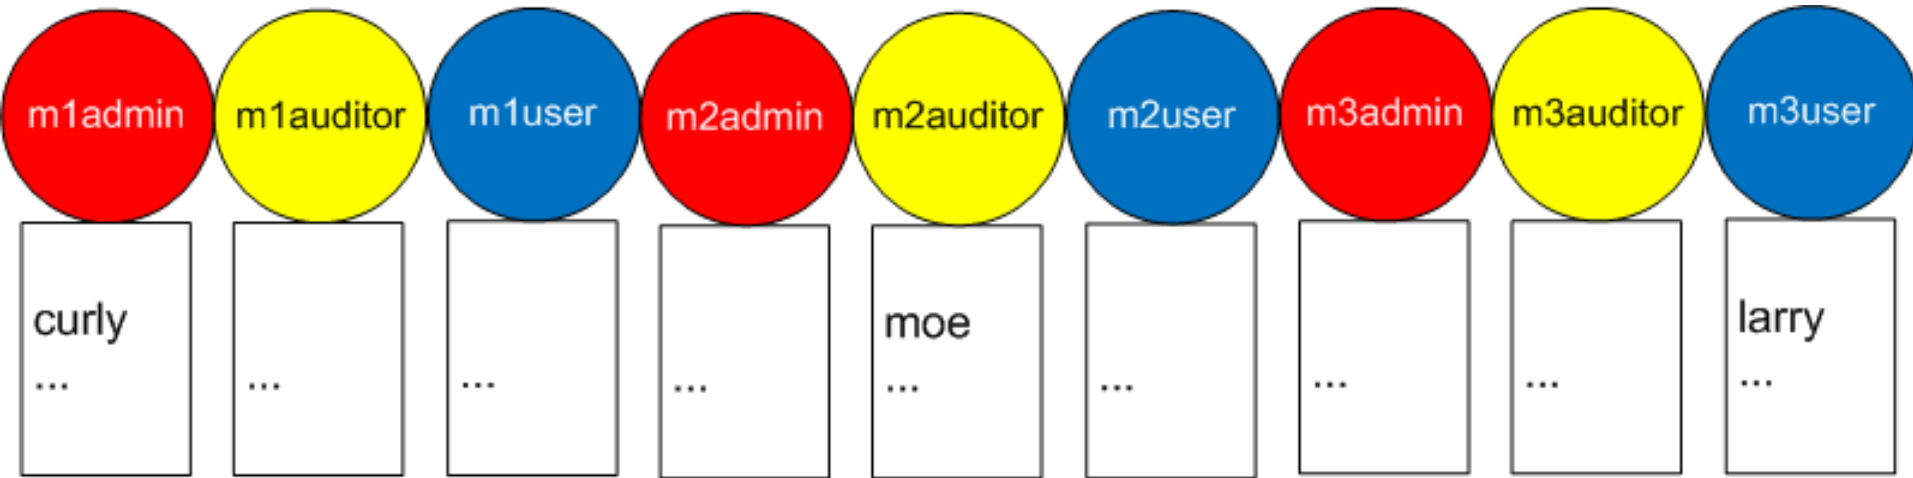 m1admin m1auditor m1user m2admin m2auditor m2user m3admin m3auditor m3user
curly moe larry
... ... ... ... ... ... ... ... ...